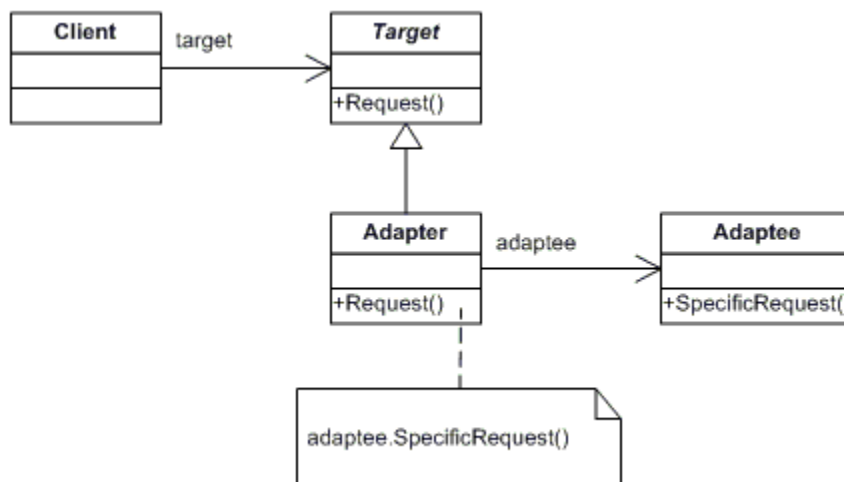 Client
target
Target
+Request()
Adapter
adaptee
Adaptee
+Request()
+SpecificRequest(
adaptee.SpecificRequest()